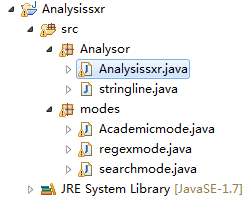 Analysissxr
src
Analysor
Analysissxr.java
stringline.java
modes
Academicmode.java
regexmode.java
searchmode.java
JRE System Library [JavaSE-1.7]